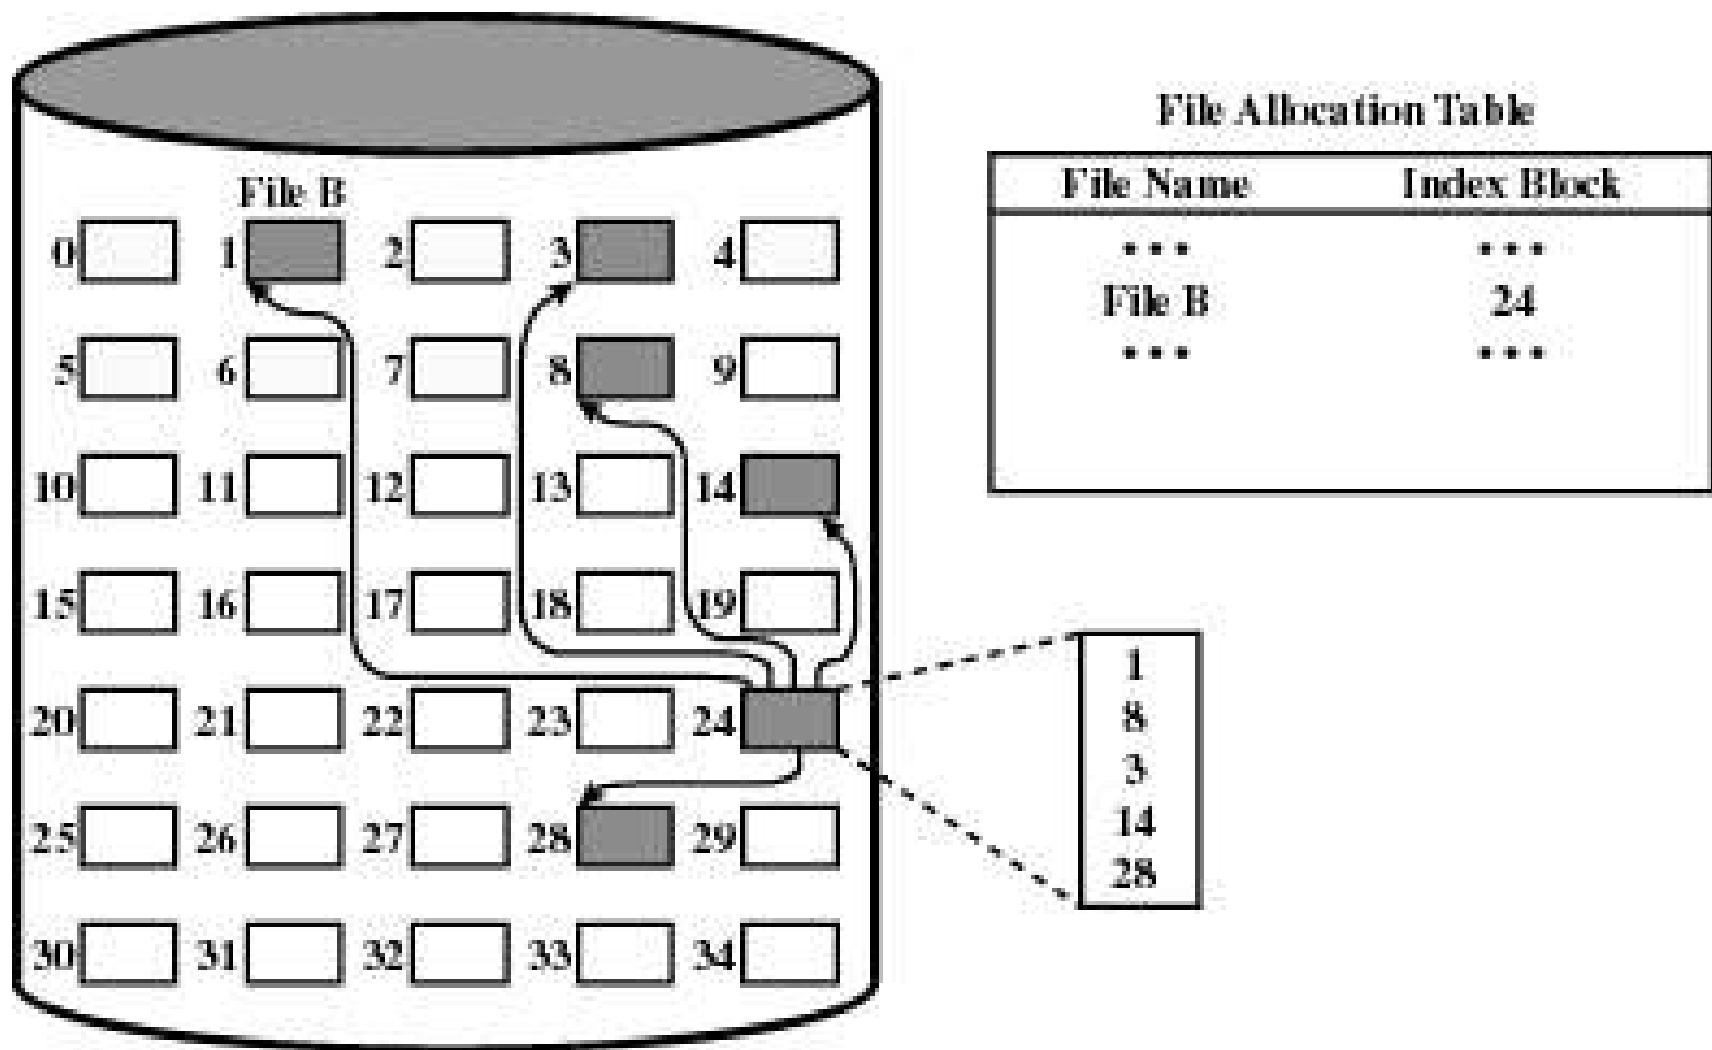 File Allocation Table
File Name Index Block
••• •••
File B 24
••• •••
File B
0 1 2 3 4
5 6 7 8 9
10 11 12 13 14
15 16 17 18 19
20 21 22 23 24
25 26 27 28 29
30 31 32 33 34
1
8
3
14
28